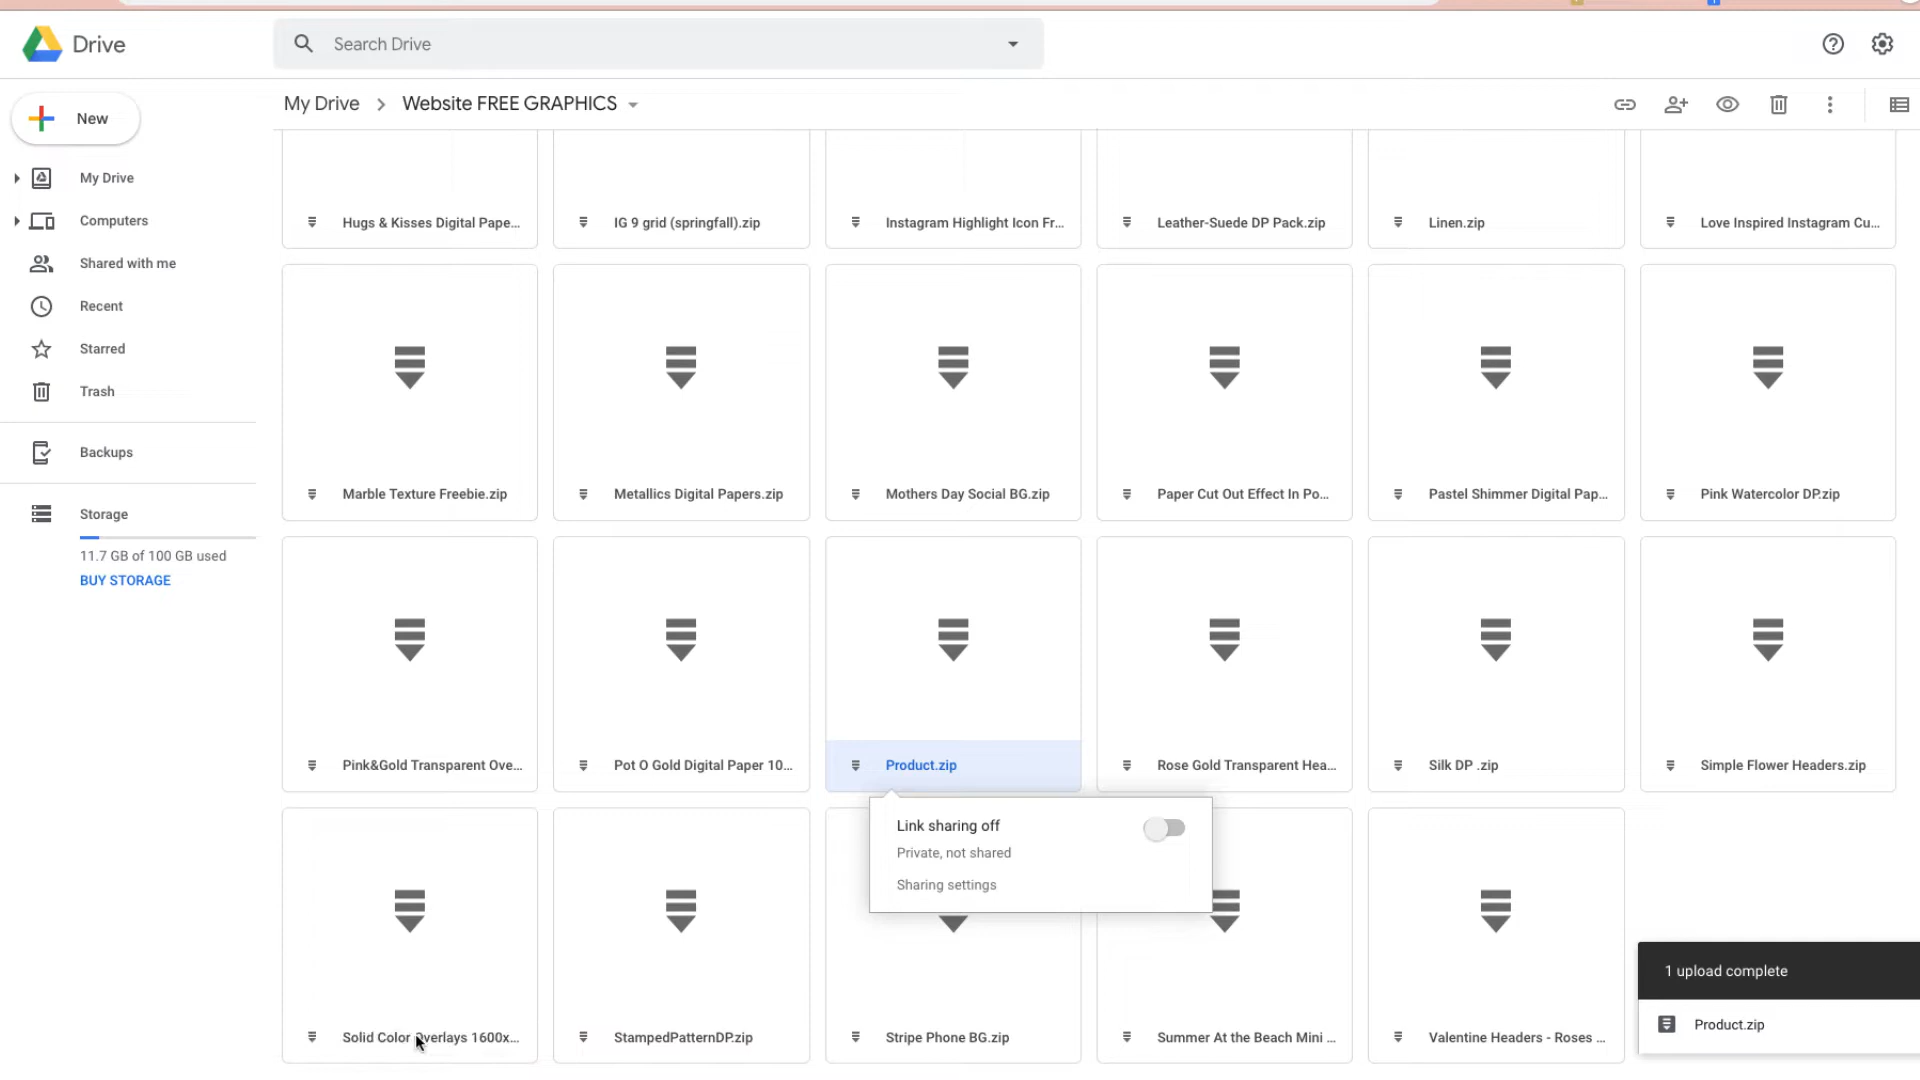 Drive
Search Drive
New
My Drive
Website FREE GRAPHICS
My Drive
Computers
Shared with me
Recent
Starred
Trash
Backups
Storage
11.7 GB of 100 GB used
BUY STORAGE
Hugs & Kisses Digital Pape...
IG 9 grid (springfall).zip
Instagram Highlight Icon Fr...
Leather-Suede DP Pack.zip
Linen.zip
Love Inspired Instagram Cu...
Marble Texture Freebie.zip
Metallics Digital Papers.zip
Mothers Day Social BG.zip
Paper Cut Out Effect In Po...
Pastel Shimmer Digital Pap...
Pink Watercolor DP.zip
Pink&Gold Transparent Ove...
Pot O Gold Digital Paper 10...
Product.zip
Rose Gold Transparent Hea...
Silk DP .zip
Simple Flower Headers.zip
Link sharing off
Private, not shared
Sharing settings
Solid Color Overlays 1600x...
StampedPatternDP.zip
Stripe Phone BG.zip
Summer At the Beach Mini ...
Valentine Headers - Roses ...
1 upload complete
Product.zip